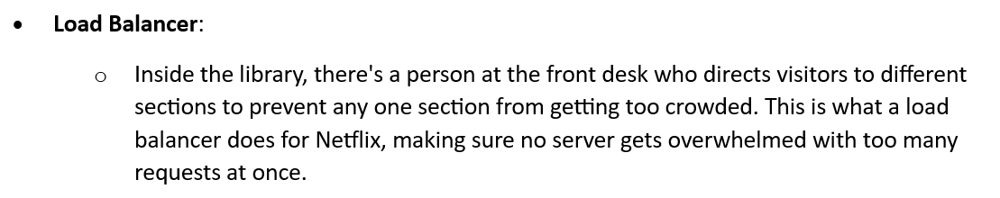 • Load Balancer:
o Inside the library, there's a person at the front desk who directs visitors to different
sections to prevent any one section from getting too crowded. This is what a load
balancer does for Netflix, making sure no server gets overwhelmed with too many
requests at once.